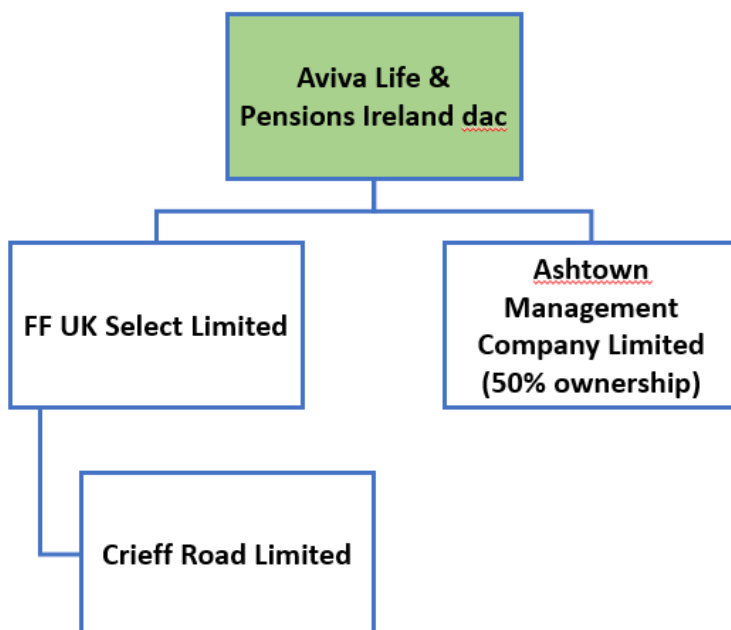 Aviva Life &
Pensions Ireland dac
FF UK Select Limited
Ashtown
Management
Company Limited
(50% ownership)
Crieff Road Limited